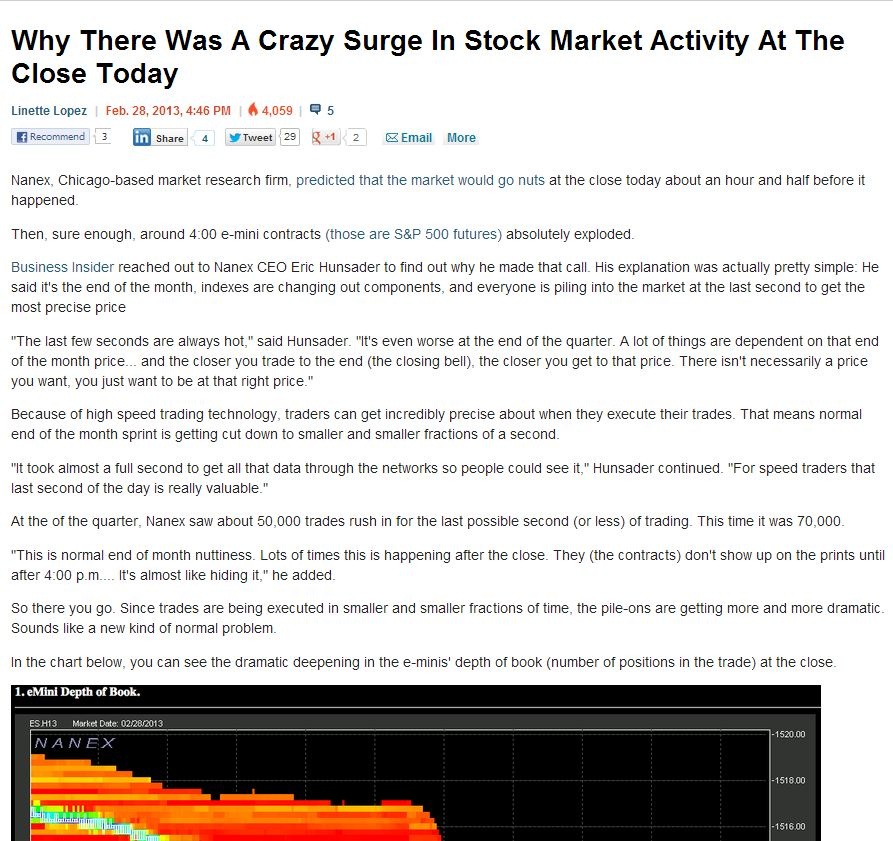 Why There Was A Crazy Surge In Stock Market Activity At The
Close Today
Linette Lopez | Feb. 28, 2013, 4:46 PM | 4,059 | 5
Recommend 3 in Share 4 Tweet 29 g +1 2 Email More
Nanex, Chicago-based market research firm, predicted that the market would go nuts at the close today about an hour and half before it
happened.
Then, sure enough, around 4:00 e-mini contracts (those are S&P 500 futures) absolutely exploded.
Business Insider reached out to Nanex CEO Eric Hunsader to find out why he made that call. His explanation was actually pretty simple: He
said it's the end of the month, indexes are changing out components, and everyone is piling into the market at the last second to get the
most precise price
"The last few seconds are always hot," said Hunsader. "It's even worse at the end of the quarter. A lot of things are dependent on that end
of the month price... and the closer you trade to the end (the closing bell), the closer you get to that price. There isn't necessarily a price
you want, you just want to be at that right price."
Because of high speed trading technology, traders can get incredibly precise about when they execute their trades. That means normal
end of the month sprint is getting cut down to smaller and smaller fractions of a second.
"It took almost a full second to get all that data through the networks so people could see it," Hunsader continued. "For speed traders that
last second of the day is really valuable."
At the of the quarter, Nanex saw about 50,000 trades rush in for the last possible second (or less) of trading. This time it was 70,000.
"This is normal end of month nuttiness. Lots of times this is happening after the close. They (the contracts) don't show up on the prints until
after 4:00 p.m.... It's almost like hiding it," he added.
So there you go. Since trades are being executed in smaller and smaller fractions of time, the pile-ons are getting more and more dramatic.
Sounds like a new kind of normal problem.
In the chart below, you can see the dramatic deepening in the e-minis' depth of book (number of positions in the trade) at the close.
1. eMini Depth of Book.
ES.H13 Market Date: 02/28/2013
NANEX
1520.00
1518.00
1516.00